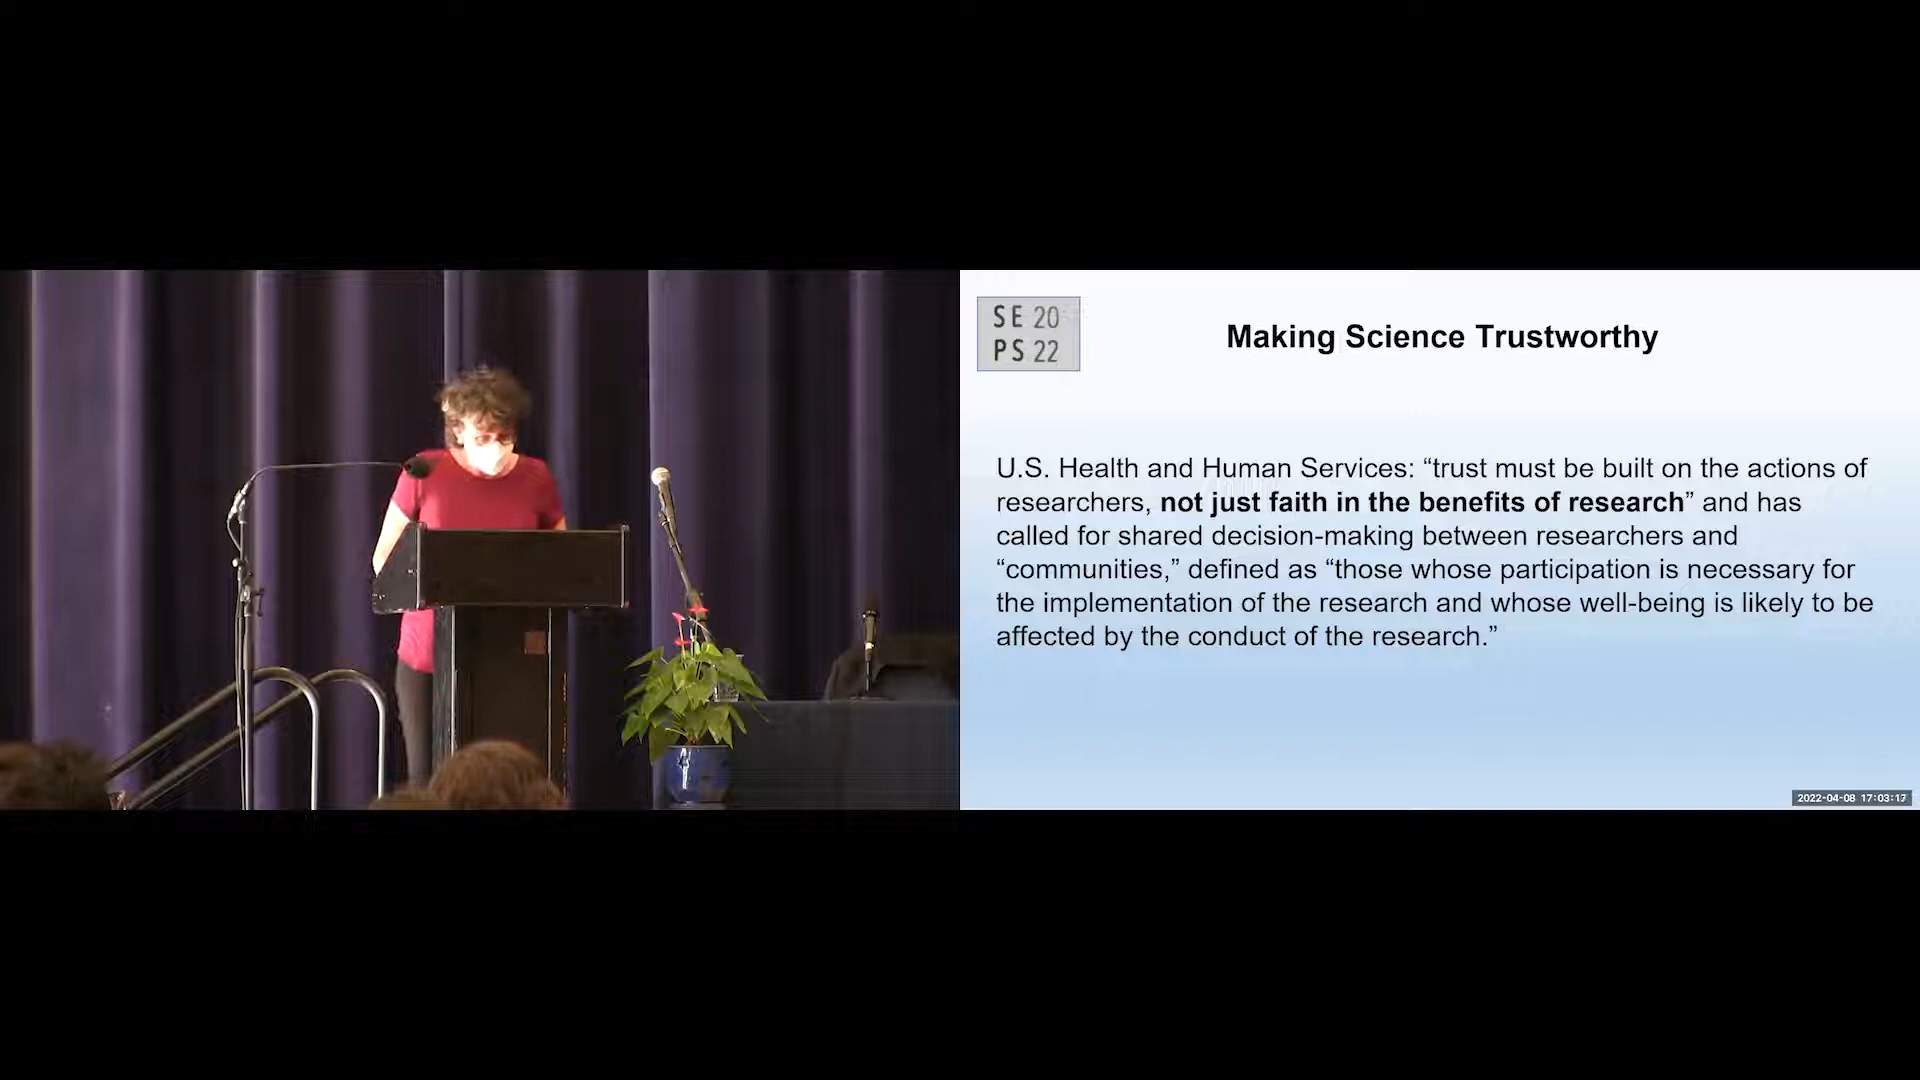 SE 20
PS 22
Making Science Trustworthy
U.S. Health and Human Services: “trust must be built on the actions of
researchers, not just faith in the benefits of research” and has
called for shared decision-making between researchers and
“communities,” defined as “those whose participation is necessary for
the implementation of the research and whose well-being is likely to be
affected by the conduct of the research.”
2022-04-08 17:03:17